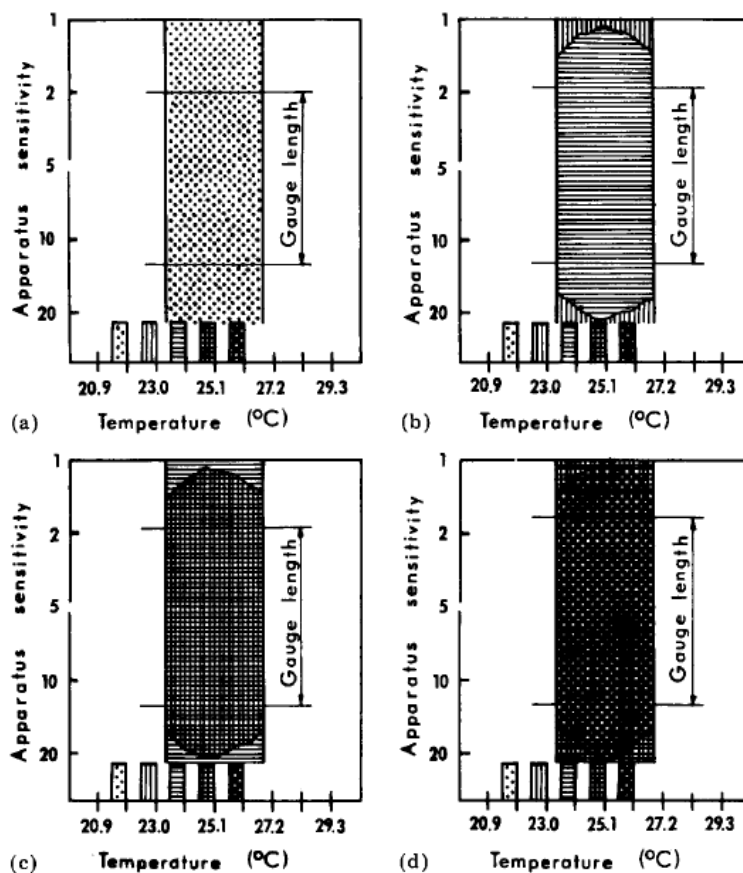 1
2
5
10
20
Apparatus sensitivity
Gauge length
20.9 23.0 25.1 27.2 29.3
(a) Temperature (°C)
1
2
5
10
20
Apparatus sensitivity
Gauge length
20.9 23.0 25.1 27.2 29.3
(b) Temperature (°C)
1
2
5
10
20
Apparatus sensitivity
Gauge length
20.9 23.0 25.1 27.2 29.3
(c) Temperature (°C)
1
2
5
10
20
Apparatus sensitivity
Gauge length
20.9 23.0 25.1 27.2 29.3
Temperature (°C) (d)